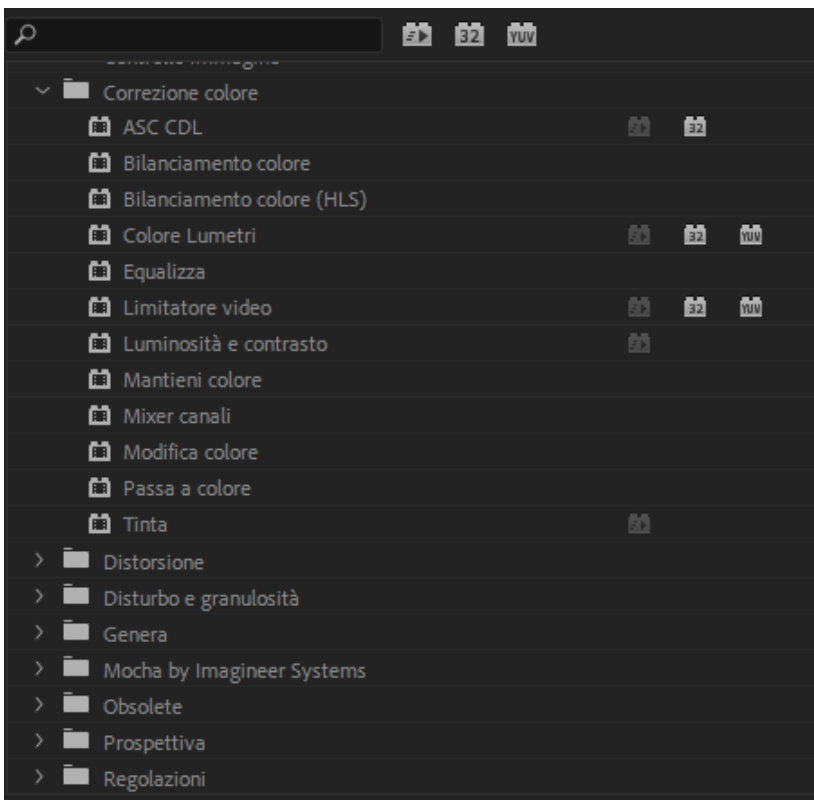 32 YUV
Correzione colore
ASC CDL 32
Bilanciamento colore
Bilanciamento colore (HLS)
Colore Lumetri 32 YUV
Equalizza
Limitatore video 32 YUV
Luminosità e contrasto
Mantieni colore
Mixer canali
Modifica colore
Passa a colore
Tinta
Distorsione
Disturbo e granulosità
Genera
Mocha by Imagineer Systems
Obsolete
Prospettiva
Regolazioni